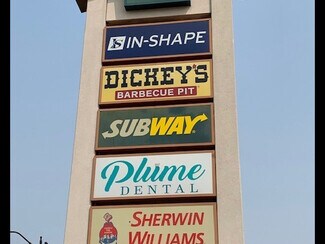 IN-SHAPE
DICKEY'S
BARBECUE PIT
SUBWAY
Plume
DENTAL
SHERWIN
WILLIAMS